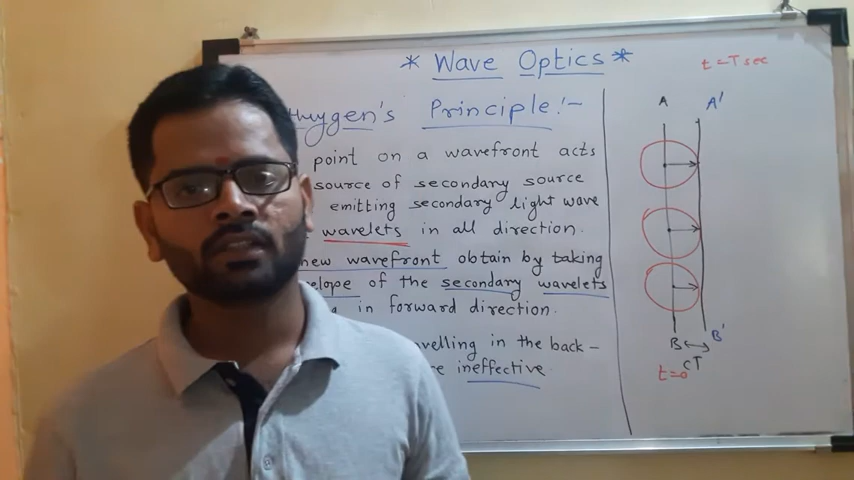 * Wave Optics *
t = T sec
Huygen's Principle :-
point on a wavefront acts
source of secondary source
emitting secondary light wave
wavelets in all direction.
new wavefront obtain by taking
elope of the secondary wavelets
in forward direction.
velling in the back-
ineffective
A A'
B B'
cT
t=0